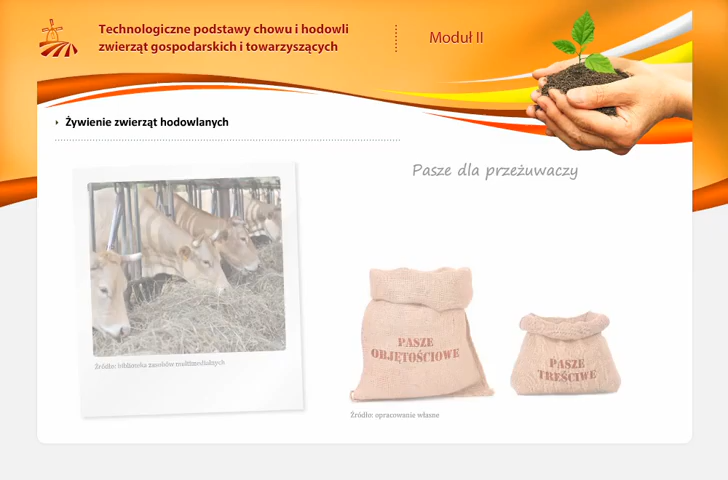 Technologiczne podstawy chowu i hodowli
zwierząt gospodarskich i towarzyszących
Moduł II
Żywienie zwierząt hodowlanych
Pasze dla przeżuwaczy
Źródło: biblioteka zasobów multimedialnych
PASZE
OBJĘTOŚCIOWE
PASZE
TREŚCIWE
Źródło: opracowanie własne